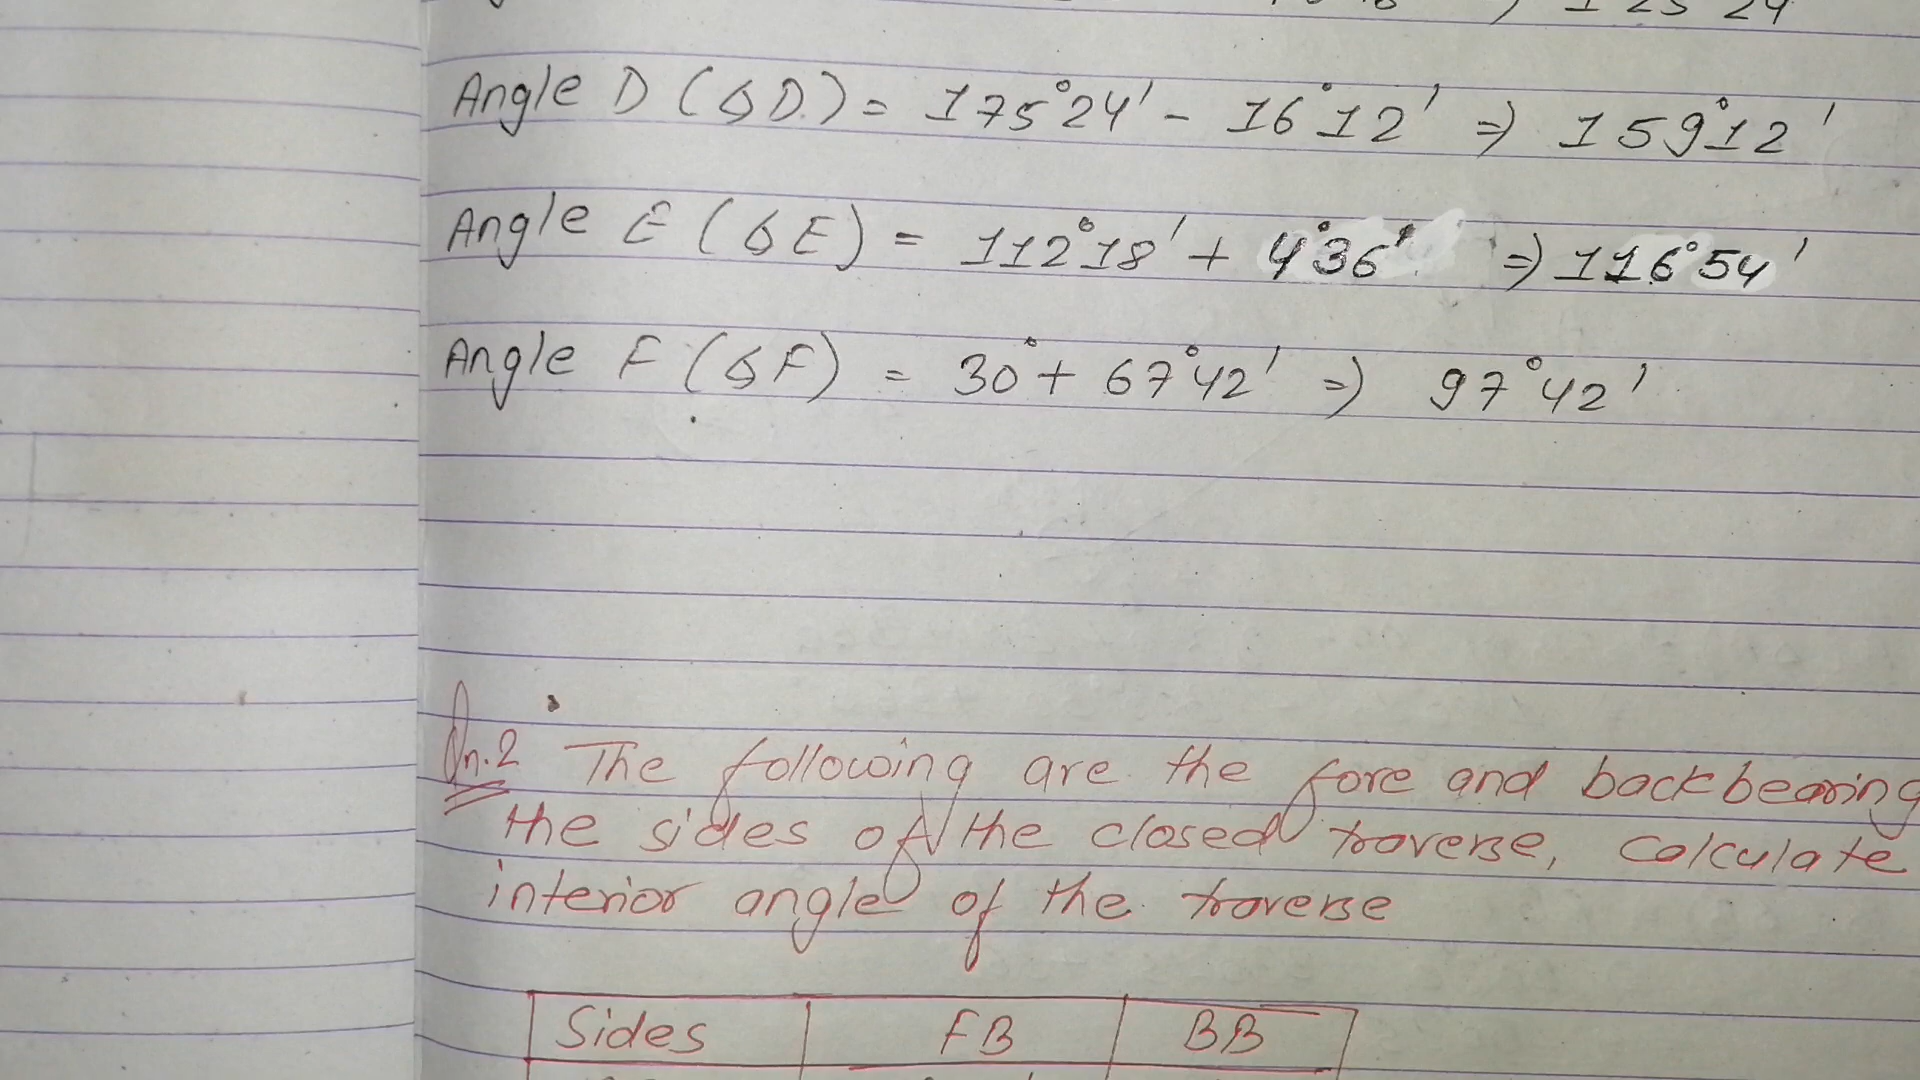 125 24
Angle D (∆D.) = 175°24' - 16°12' => 159°12'
Angle E (∆E) = 112°18' + 4°36' => 116°54'
Angle F (∆F) = 30° + 67°42' => 97°42'
Qn.2 The following are the fore and back bearing
the sides of the closed traverse, calculate
interior angle of the traverse
Sides FB BB